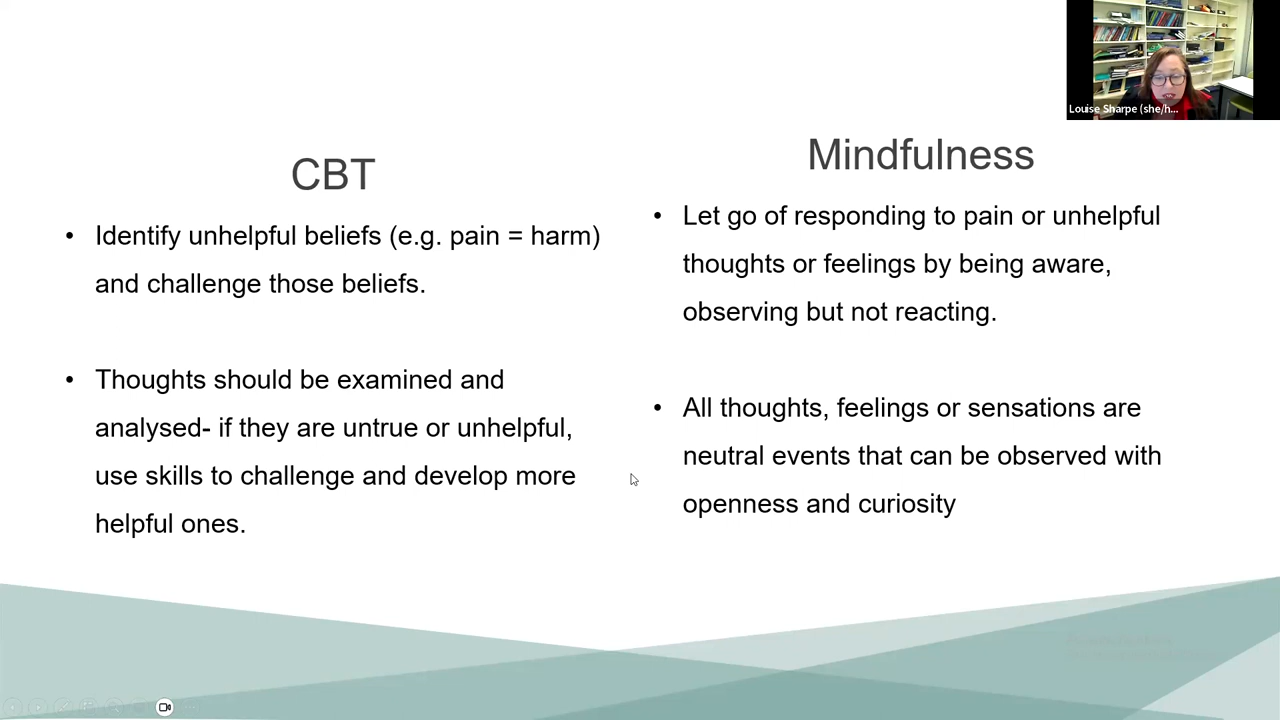 Louise Sharpe (she/h...
CBT
• Identify unhelpful beliefs (e.g. pain = harm)
and challenge those beliefs.
• Thoughts should be examined and
analysed- if they are untrue or unhelpful,
use skills to challenge and develop more
helpful ones.
Mindfulness
• Let go of responding to pain or unhelpful
thoughts or feelings by being aware,
observing but not reacting.
• All thoughts, feelings or sensations are
neutral events that can be observed with
openness and curiosity